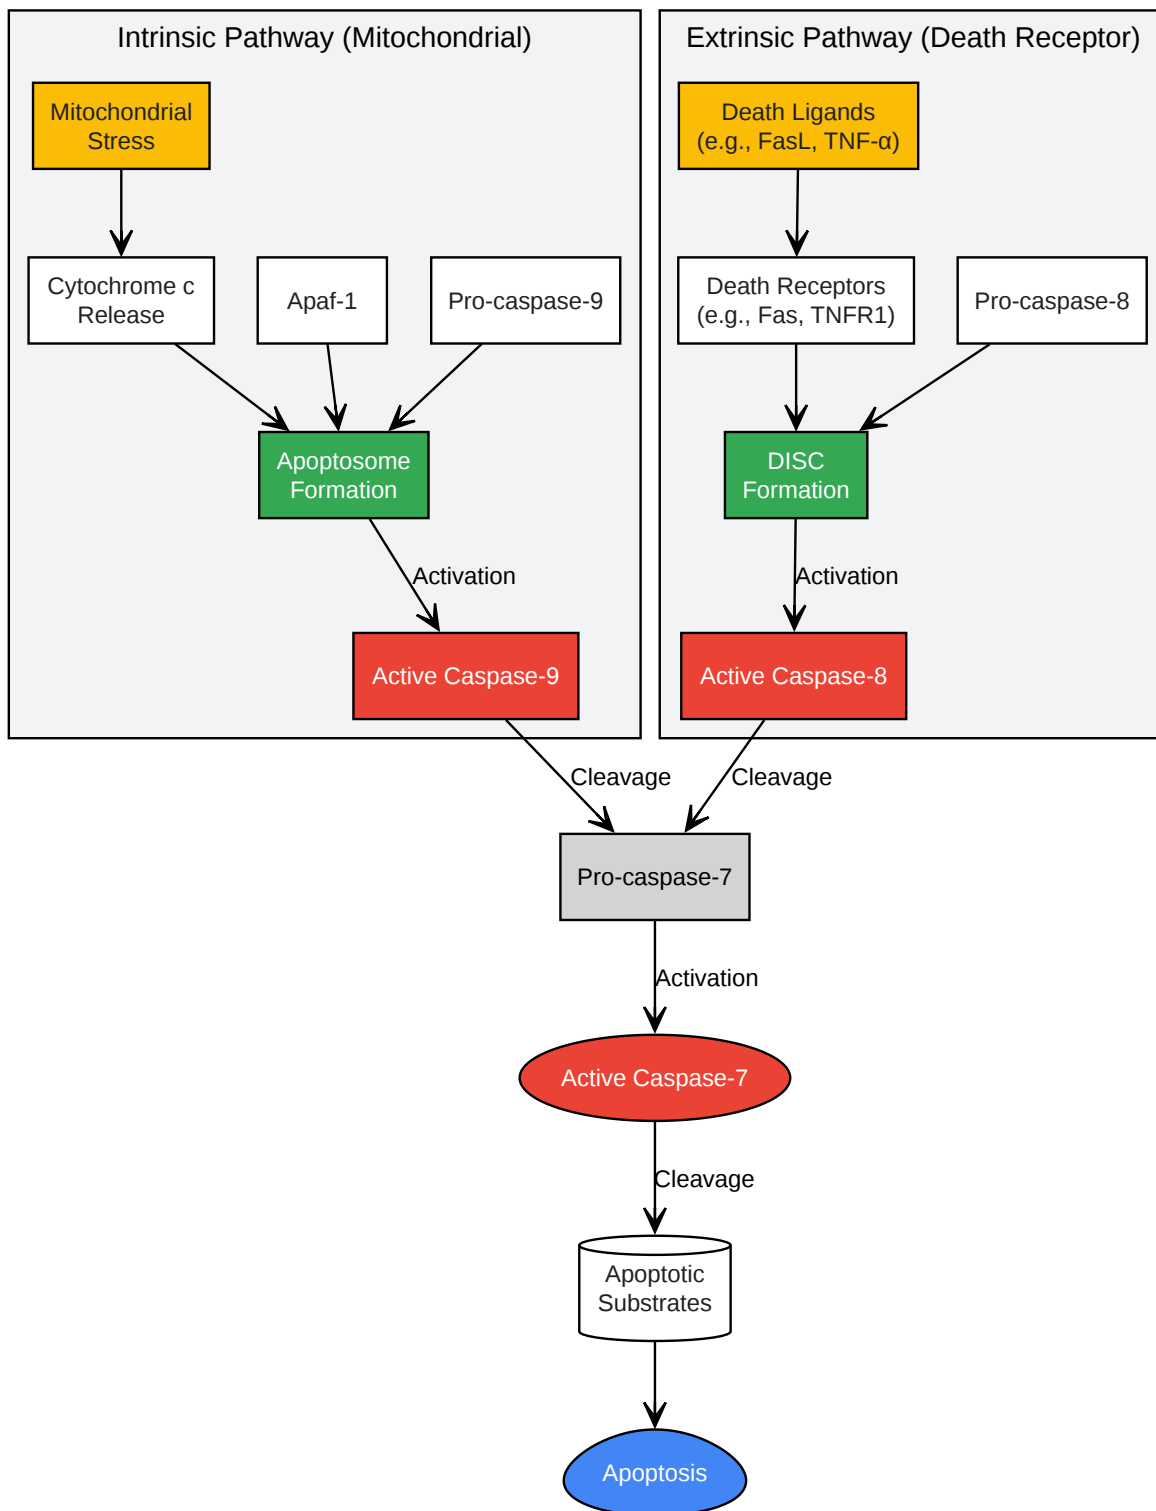 Intrinsic Pathway (Mitochondrial)
Extrinsic Pathway (Death Receptor)
Mitochondrial
Stress
Death Ligands
(e.g., FasL, TNF-α)
Cytochrome c
Release
Apaf-1
Pro-caspase-9
Death Receptors
(e.g., Fas, TNFR1)
Pro-caspase-8
Apoptosome
Formation
DISC
Formation
Activation
Activation
Active Caspase-9
Active Caspase-8
Cleavage
Cleavage
Pro-caspase-7
Activation
Active Caspase-7
Cleavage
Apoptotic
Substrates
Apoptosis